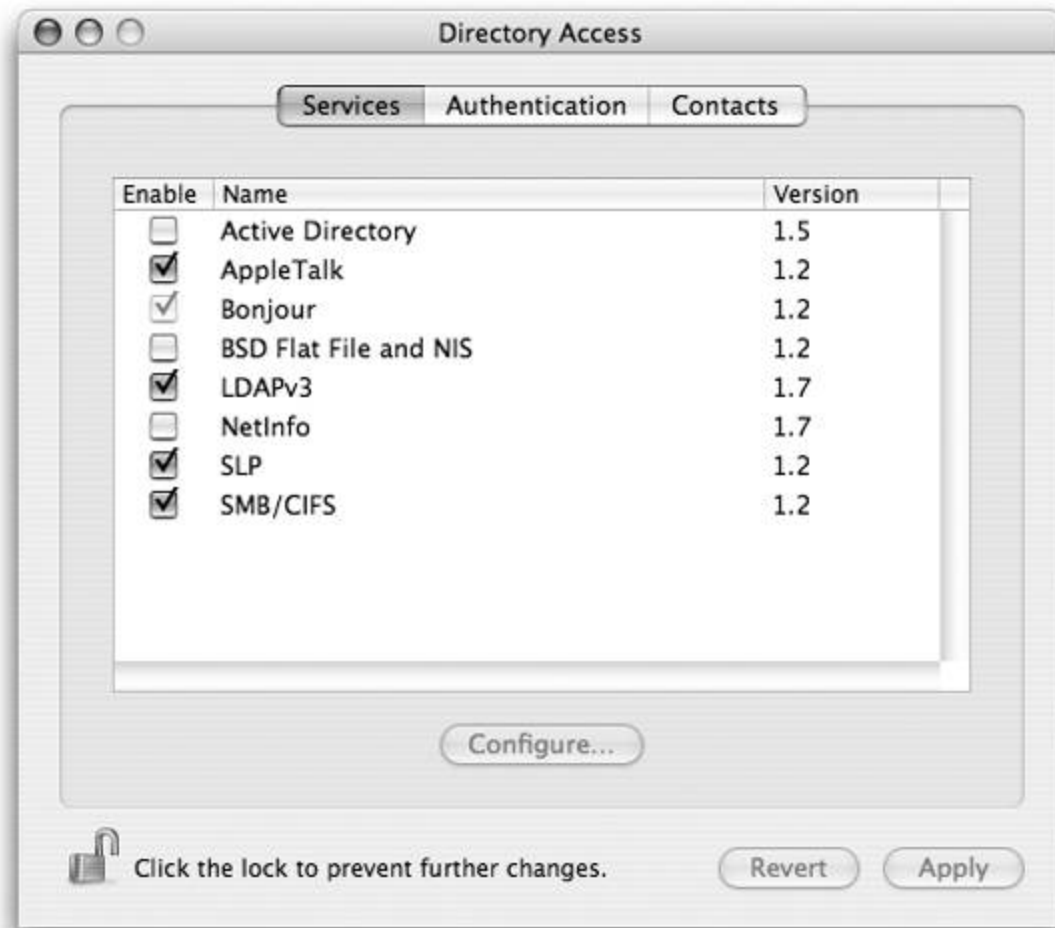 Directory Access
Services Authentication Contacts
Enable Name Version
Active Directory 1.5
AppleTalk 1.2
Bonjour 1.2
BSD Flat File and NIS 1.2
LDAPv3 1.7
NetInfo 1.7
SLP 1.2
SMB/CIFS 1.2
Configure...
Click the lock to prevent further changes. Revert Apply